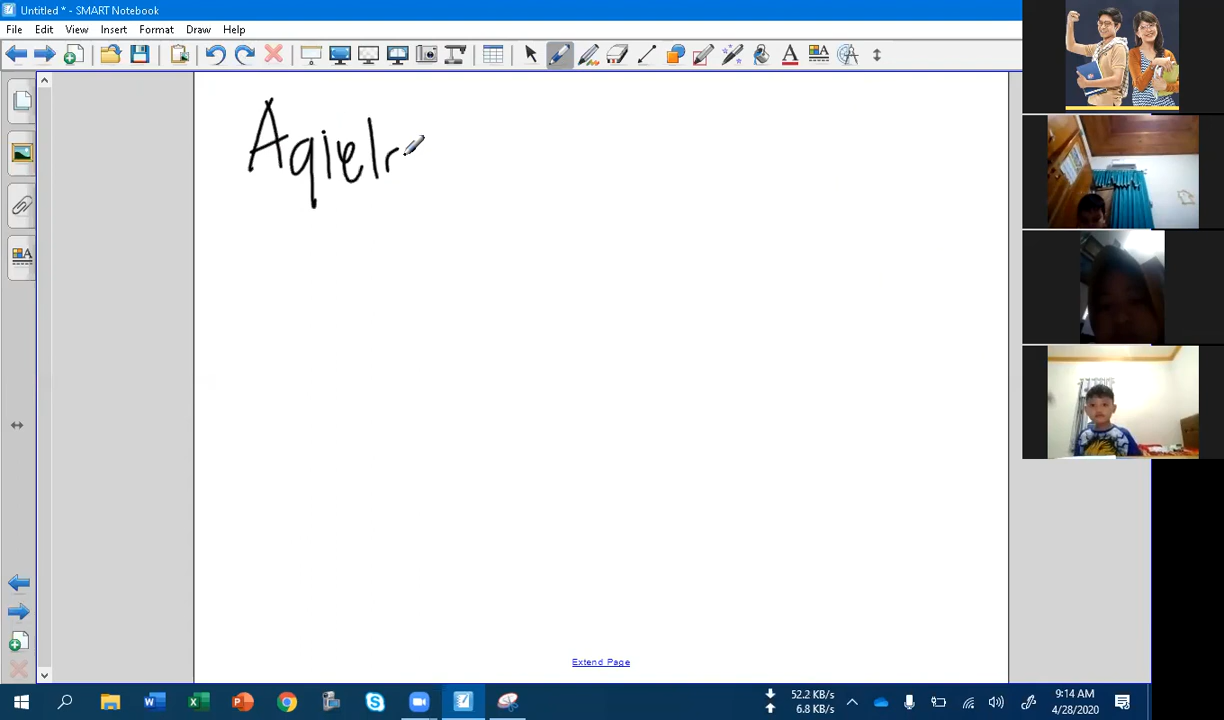 Untitled * - SMART Notebook
File Edit View Insert Format Draw Help
Aqielr
Extend Page
52.2 KB/s
6.8 KB/s
9:14 AM
4/28/2020